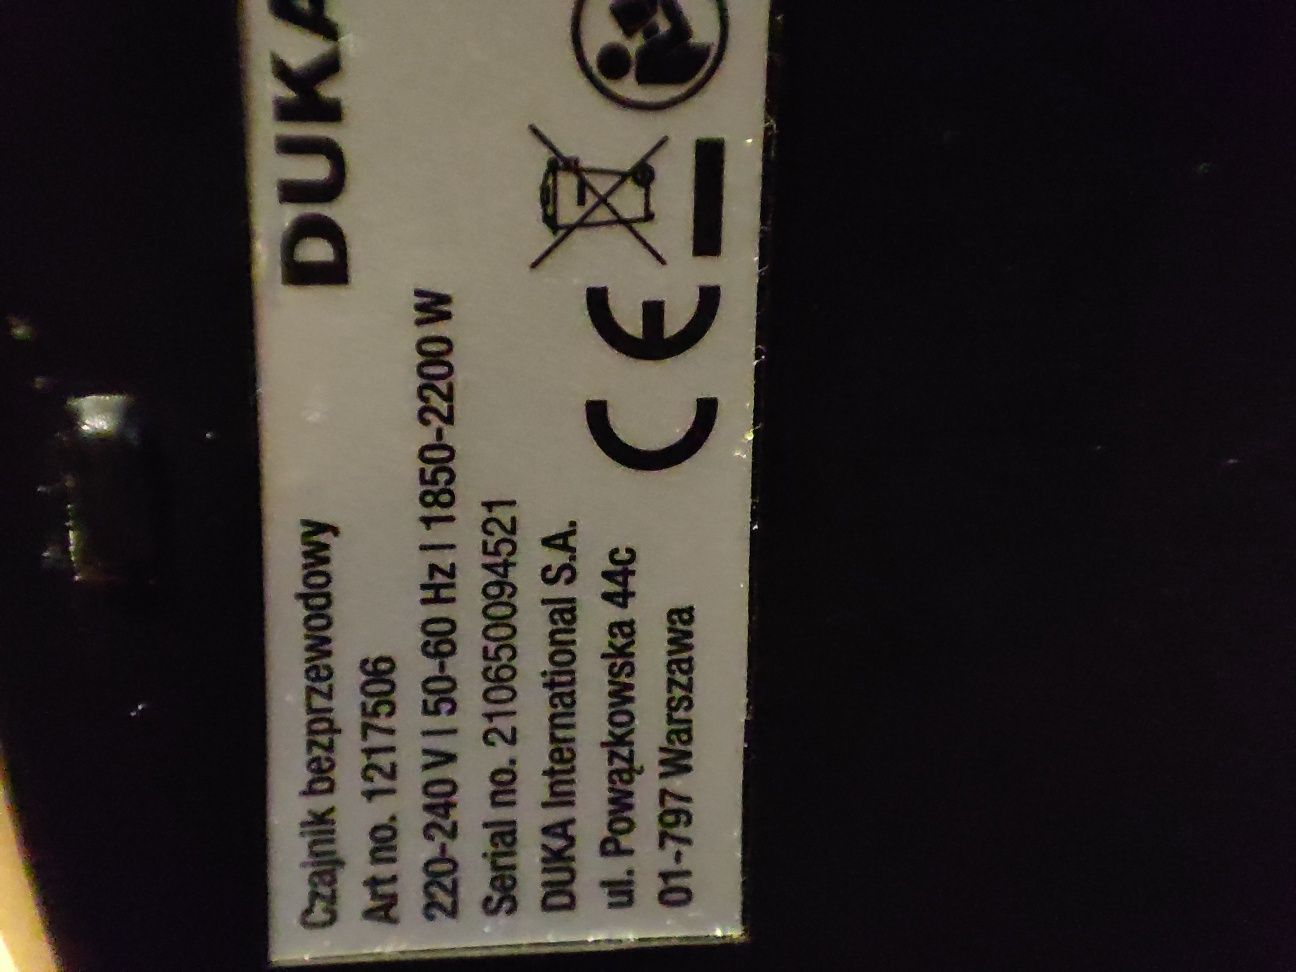 Czajnik bezprzewodowy
Art no. 1217506
220-240 V | 50-60 Hz | 1850-2200 W
Serial no. 210650094521
DUKA International S.A.
ul. Powązkowska 44c
01-797 Warszawa
DUKA
CE